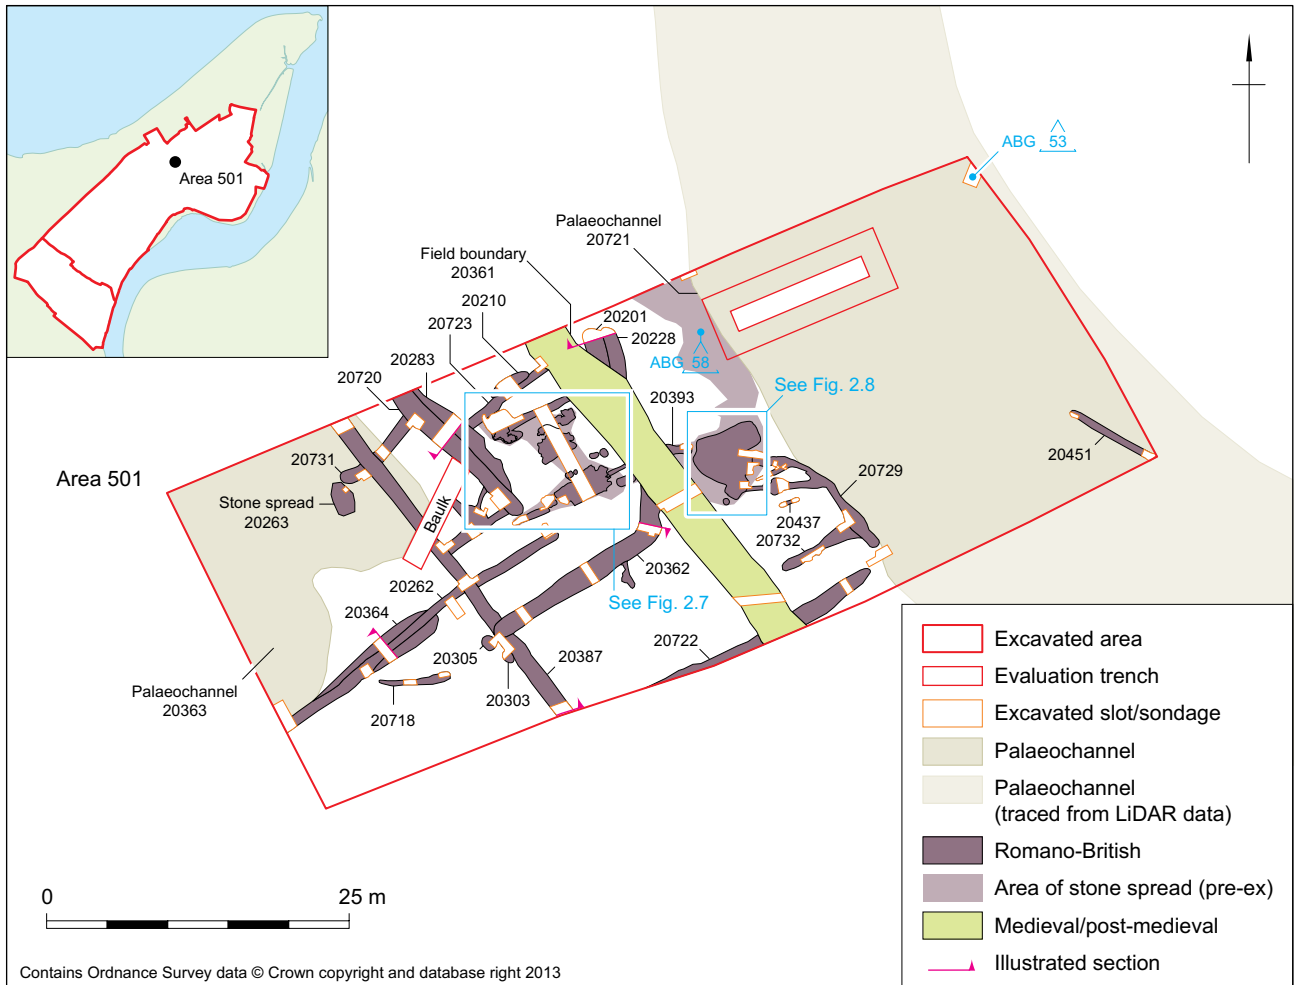 Area 501
ABG 53
Palaeochannel
20721
Field boundary
20361
20210
20723
20201
20228
20283
ABG 58
20720
See Fig. 2.8
20393
20731
20451
Area 501
20729
Stone spread
20263
Baulk
20437
20732
20262
20362
20364
See Fig. 2.7
20305
20387
20722
Palaeochannel
20363
20303
20718
Excavated area
Evaluation trench
Excavated slot/sondage
Palaeochannel
Palaeochannel
(traced from LiDAR data)
Romano-British
Area of stone spread (pre-ex)
Medieval/post-medieval
Illustrated section
0 25 m
Contains Ordnance Survey data © Crown copyright and database right 2013